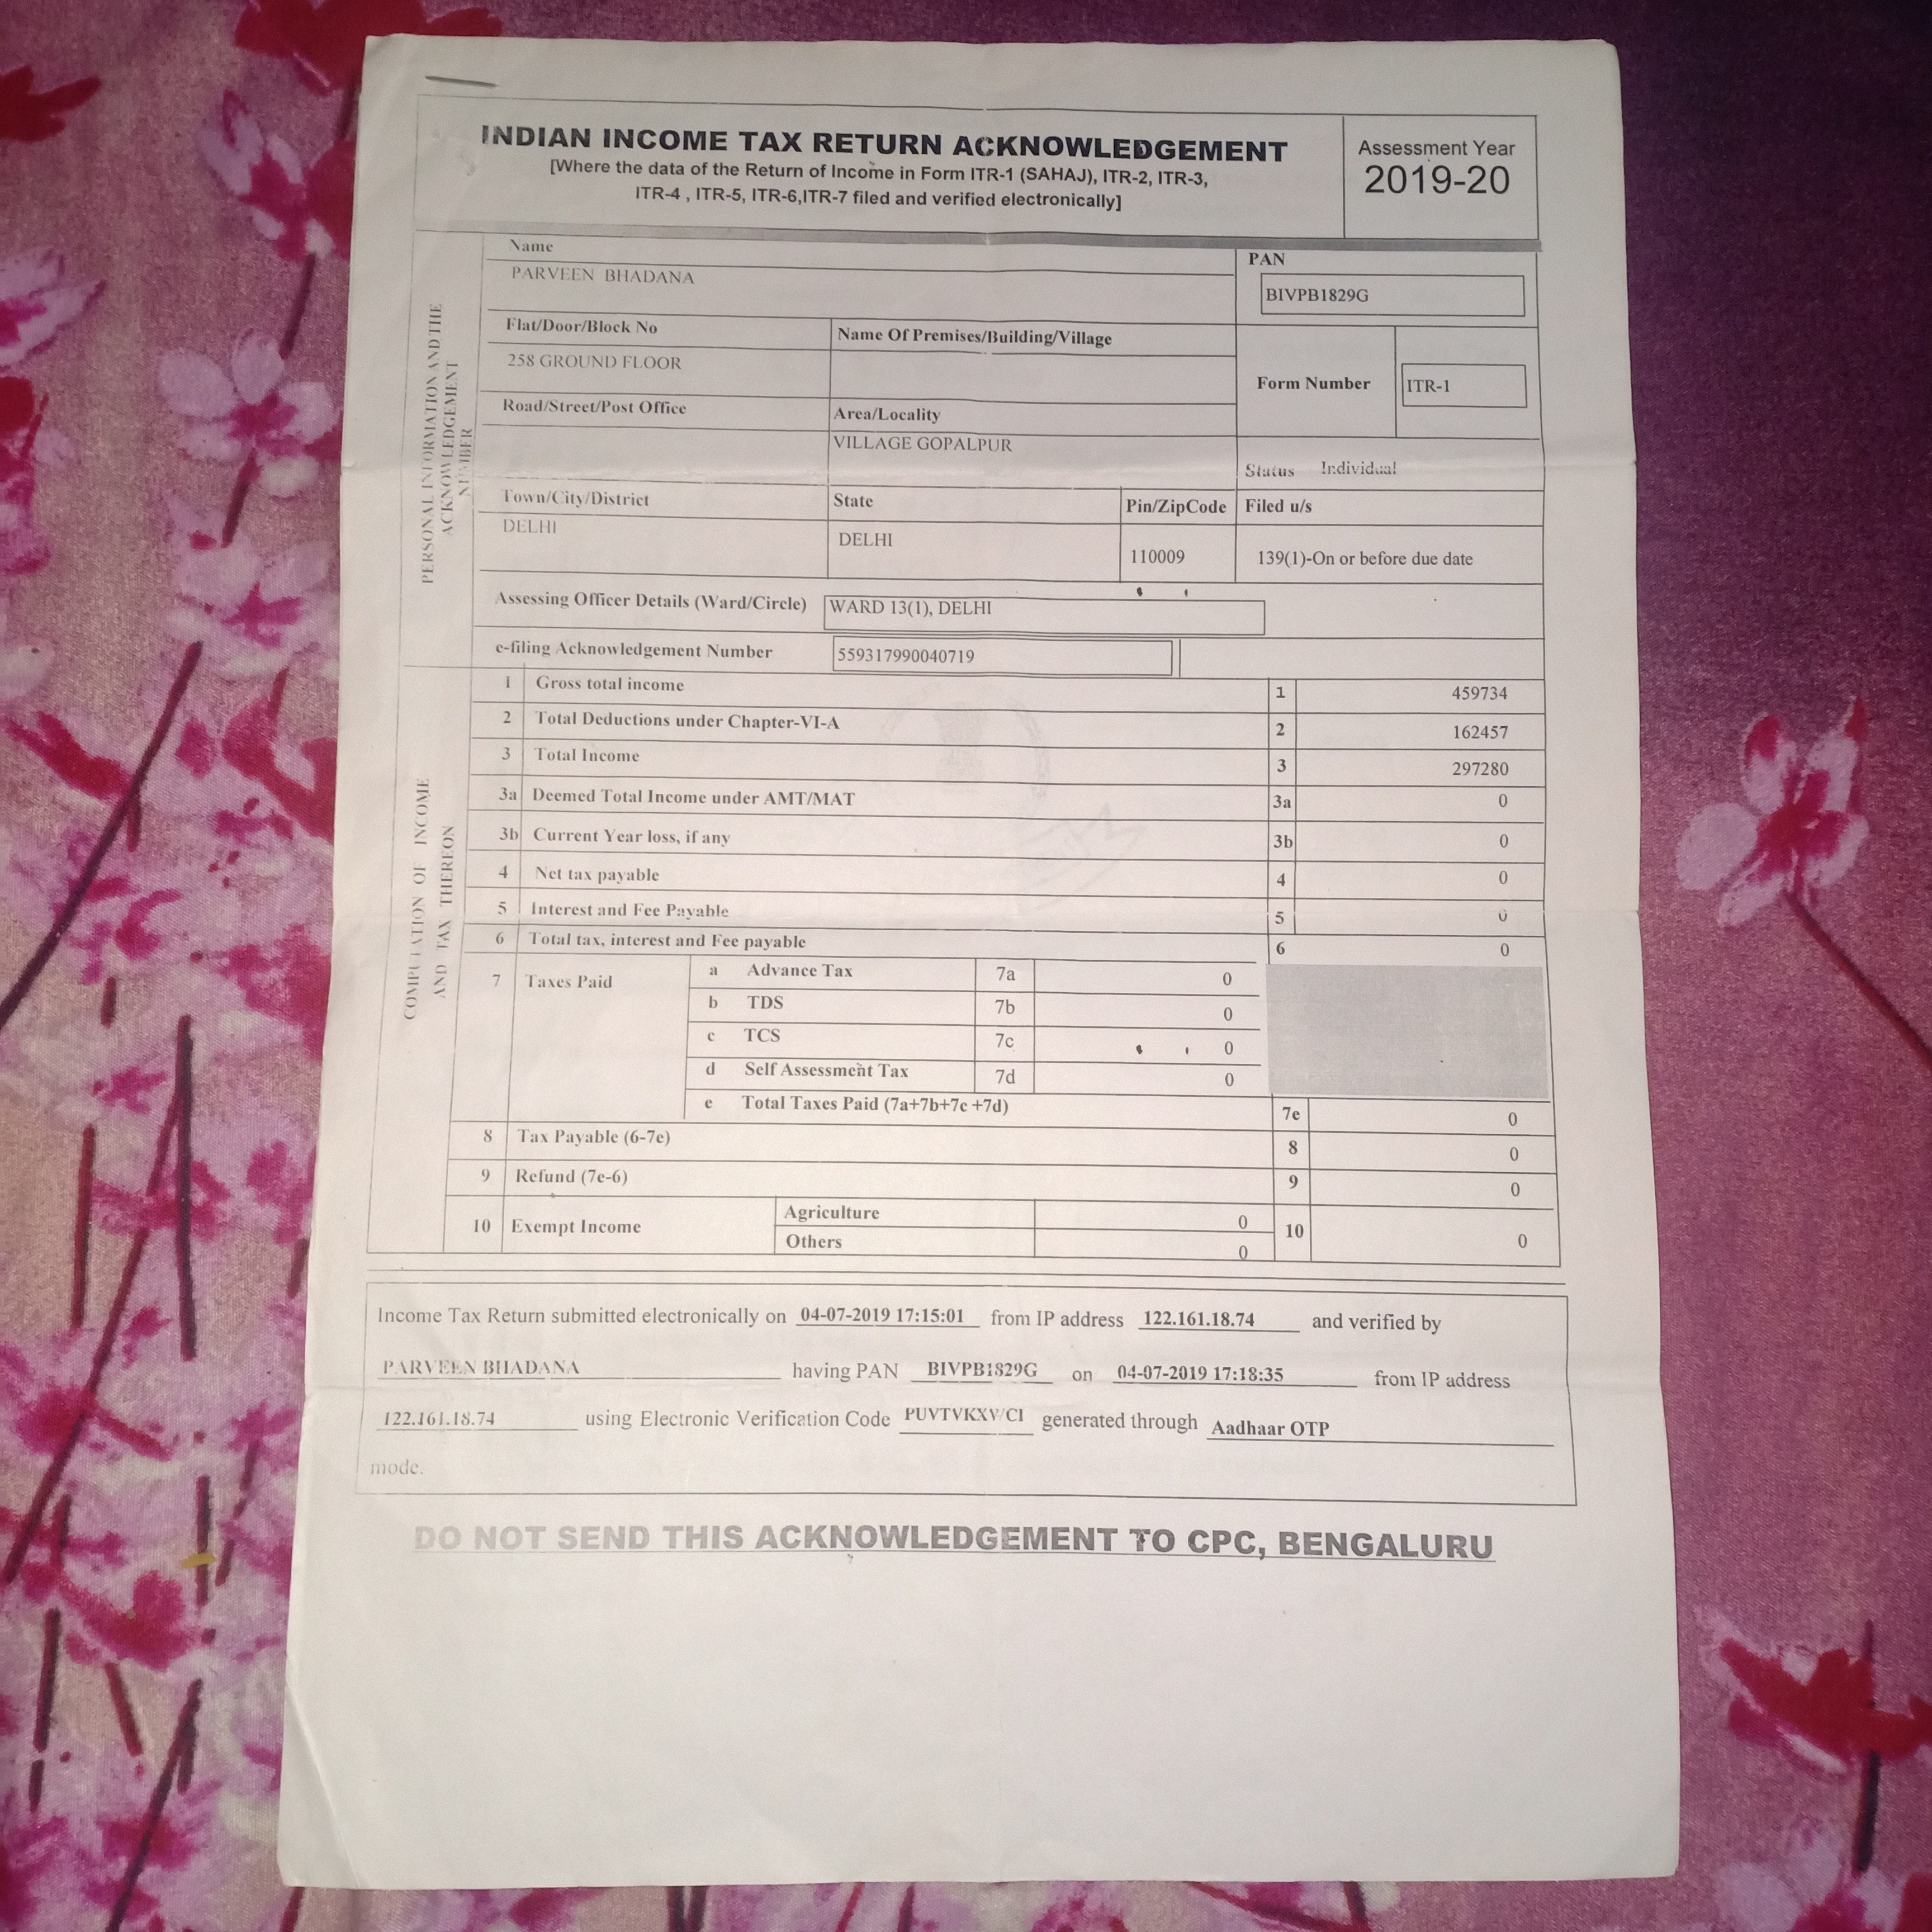 INDIAN INCOME TAX RETURN ACKNOWLEDGEMENT
[Where the data of the Return of Income in Form ITR-1 (SAHAJ), ITR-2, ITR-3,
ITR-4 , ITR-5, ITR-6,ITR-7 filed and verified electronically]
Assessment Year
2019-20
PERSONAL INFORMATION AND THE
ACKNOWLEDGEMENT
NUMBER
Name
PARVEEN BHADANA
PAN
BIVPB1829G
Flat/Door/Block No
Name Of Premises/Building/Village
258 GROUND FLOOR
Form Number
ITR-1
Road/Street/Post Office
Area/Locality
VILLAGE GOPALPUR
Status Individual
Town/City/District
State
Pin/ZipCode
Filed u/s
DELHI
DELHI
110009
139(1)-On or before due date
Assessing Officer Details (Ward/Circle)
WARD 13(1), DELHI
e-filing Acknowledgement Number
559317990040719
COMPUTATION OF INCOME
AND TAX THEREON
1 Gross total income 1 459734
2 Total Deductions under Chapter-VI-A 2 162457
3 Total Income 3 297280
3a Deemed Total Income under AMT/MAT 3a 0
3b Current Year loss, if any 3b 0
4 Net tax payable 4 0
5 Interest and Fee Payable 5 0
6 Total tax, interest and Fee payable 6 0
7 Taxes Paid
a Advance Tax 7a 0
b TDS 7b 0
c TCS 7c 0
d Self Assessment Tax 7d 0
e Total Taxes Paid (7a+7b+7c +7d) 7e 0
8 Tax Payable (6-7e) 8 0
9 Refund (7e-6) 9 0
10 Exempt Income
Agriculture 0
Others 0
10 0
Income Tax Return submitted electronically on 04-07-2019 17:15:01 from IP address 122.161.18.74 and verified by
PARVEEN BHADANA having PAN BIVPB1829G on 04-07-2019 17:18:35 from IP address
122.161.18.74 using Electronic Verification Code generated through Aadhaar OTP
mode.
DO NOT SEND THIS ACKNOWLEDGEMENT TO CPC, BENGALURU